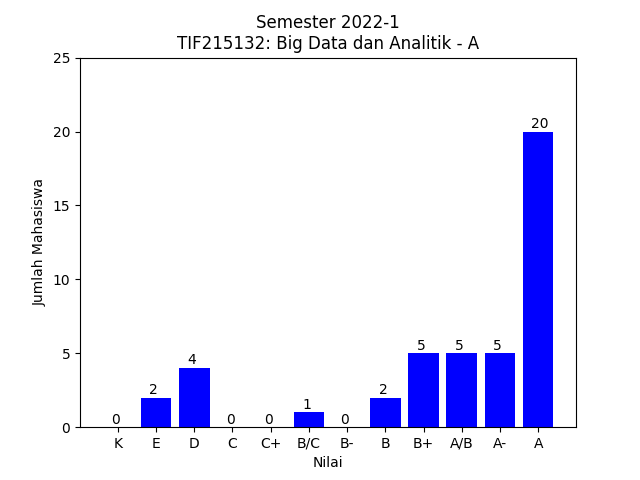 Semester 2022-1
TIF215132: Big Data dan Analitik - A
Jumlah Mahasiswa
25
20
15
10
5
0
0 2 4 0 0 1 0 2 5 5 5 20
K E D C C+ B/C B- B B+ A/B A- A
Nilai